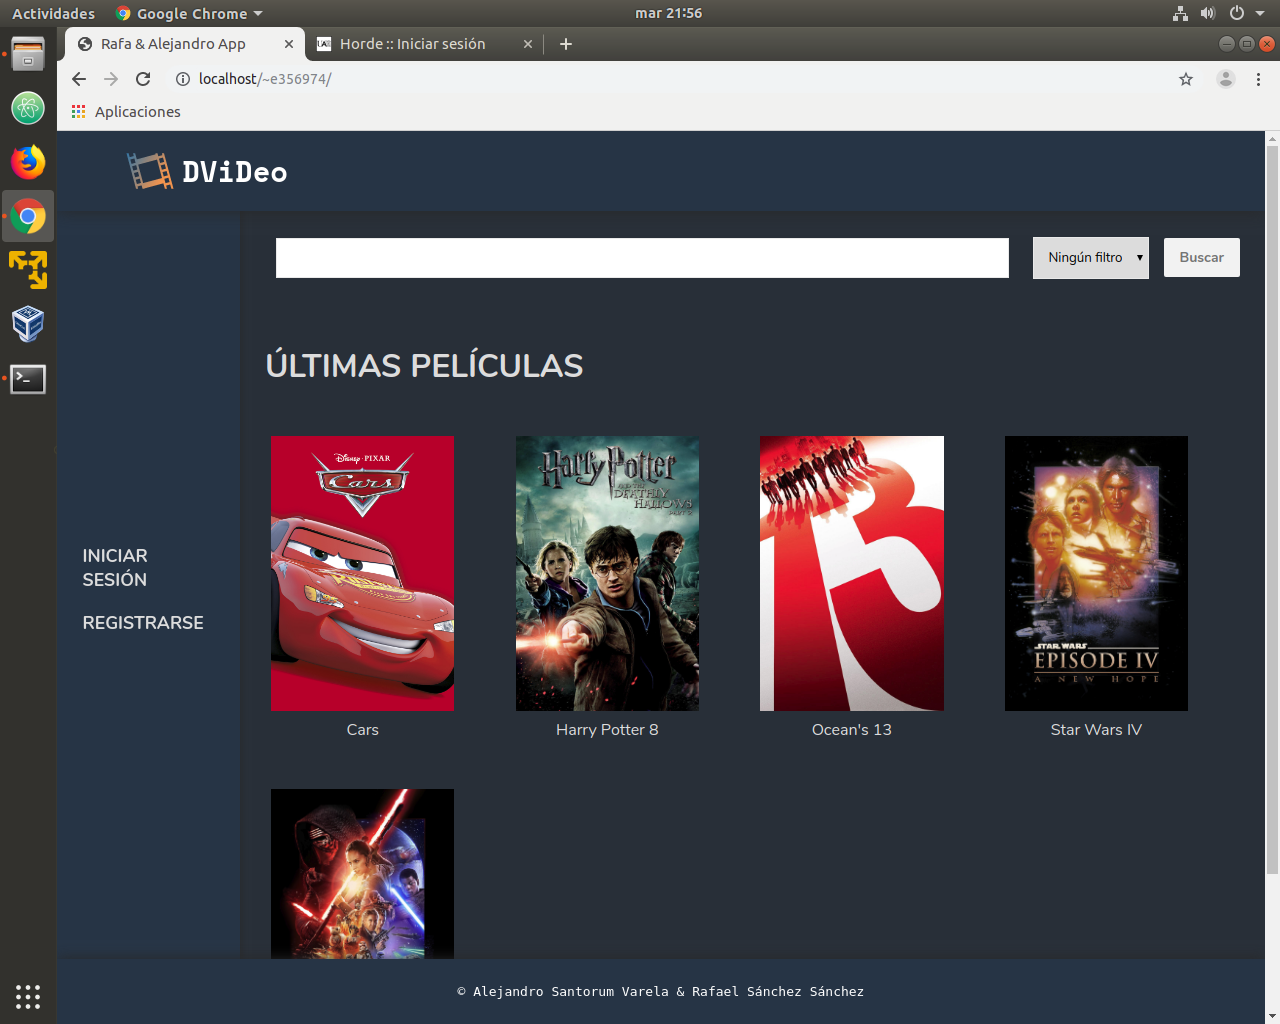 Actividades
Google Chrome
mar 21:56
Rafa & Alejandro App
Horde :: Iniciar sesión
localhost/~e356974/
Aplicaciones
DViDeo
Ningún filtro
Buscar
ÚLTIMAS PELÍCULAS
INICIAR
SESIÓN
REGISTRARSE
Disney · PIXAR
Cars
Harry Potter
AND THE
DEATHLY
HALLOWS
PART 2
13
STAR WARS
EPISODE IV
A NEW HOPE
Cars
Harry Potter 8
Ocean's 13
Star Wars IV
© Alejandro Santorum Varela & Rafael Sánchez Sánchez